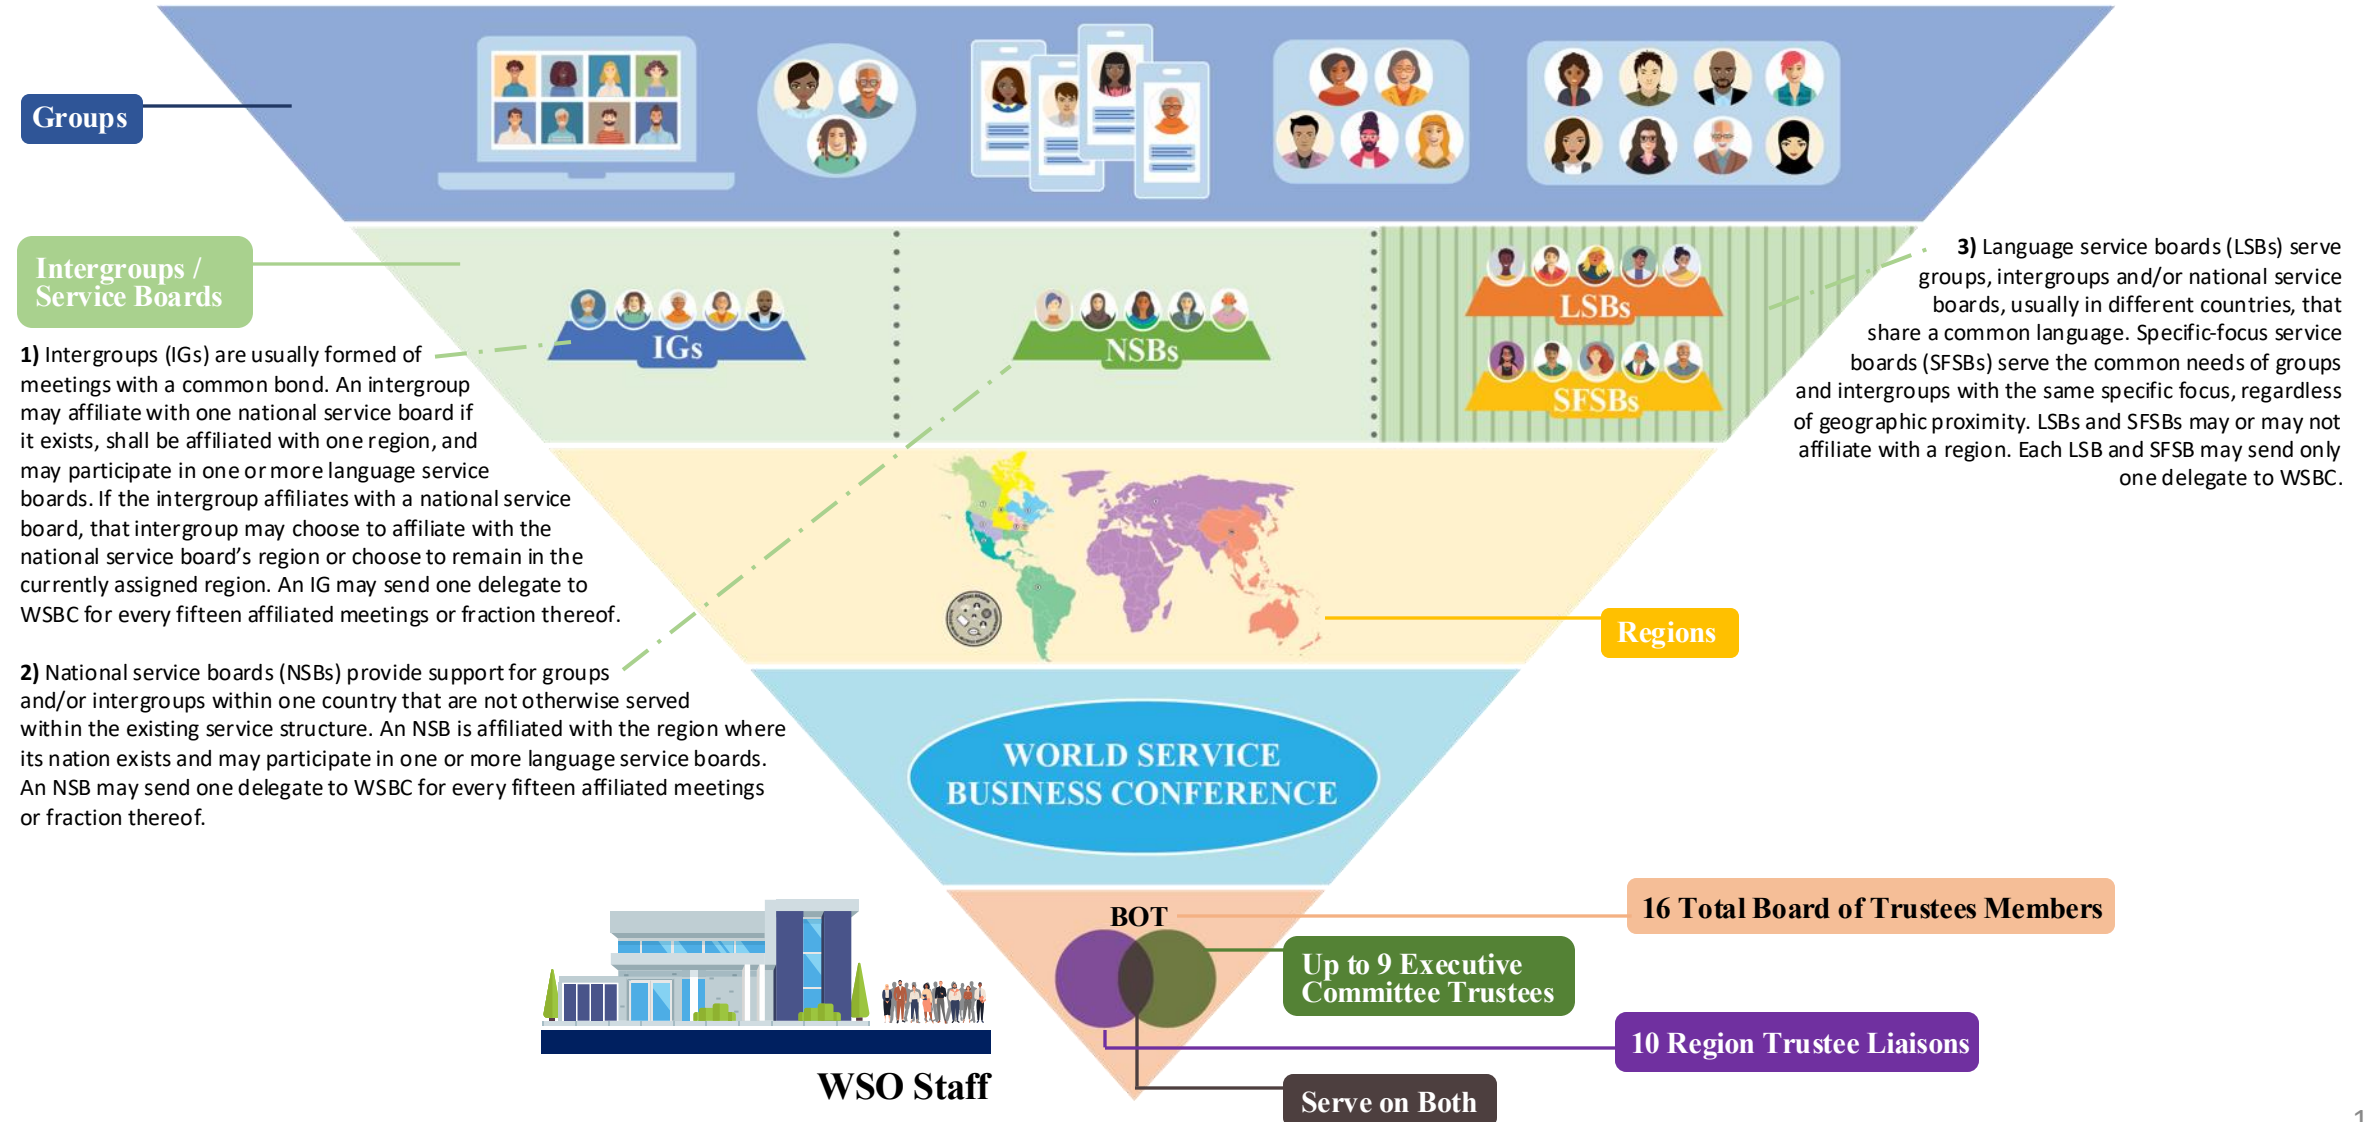 Groups
Intergroups /
Service Boards
1) Intergroups (IGs) are usually formed of
meetings with a common bond. An intergroup
may affiliate with one national service board if
it exists, shall be affiliated with one region, and
may participate in one or more language service
boards. If the intergroup affiliates with a national service
board, that intergroup may choose to affiliate with the
national service board's region or choose to remain in the
currently assigned region. An IG may send one delegate to
WSBC for every fifteen affiliated meetings or fraction thereof.
2) National service boards (NSBs) provide support for groups
and/or intergroups within one country that are not otherwise served
within the existing service structure. An NSB is affiliated with the region where
its nation exists and may participate in one or more language service boards.
An NSB may send one delegate to WSBC for every fifteen affiliated meetings
or fraction thereof.
IGs
NSBs
LSBs
SFSBs
3) Language service boards (LSBs) serve
groups, intergroups and/or national service
boards, usually in different countries, that
share a common language. Specific-focus service
boards (SFSBs) serve the common needs of groups
and intergroups with the same specific focus, regardless
of geographic proximity. LSBs and SFSBs may or may not
affiliate with a region. Each LSB and SFSB may send only
one delegate to WSBC.
Regions
WORLD SERVICE
BUSINESS CONFERENCE
BOT
16 Total Board of Trustees Members
Up to 9 Executive
Committee Trustees
10 Region Trustee Liaisons
Serve on Both
WSO Staff
1